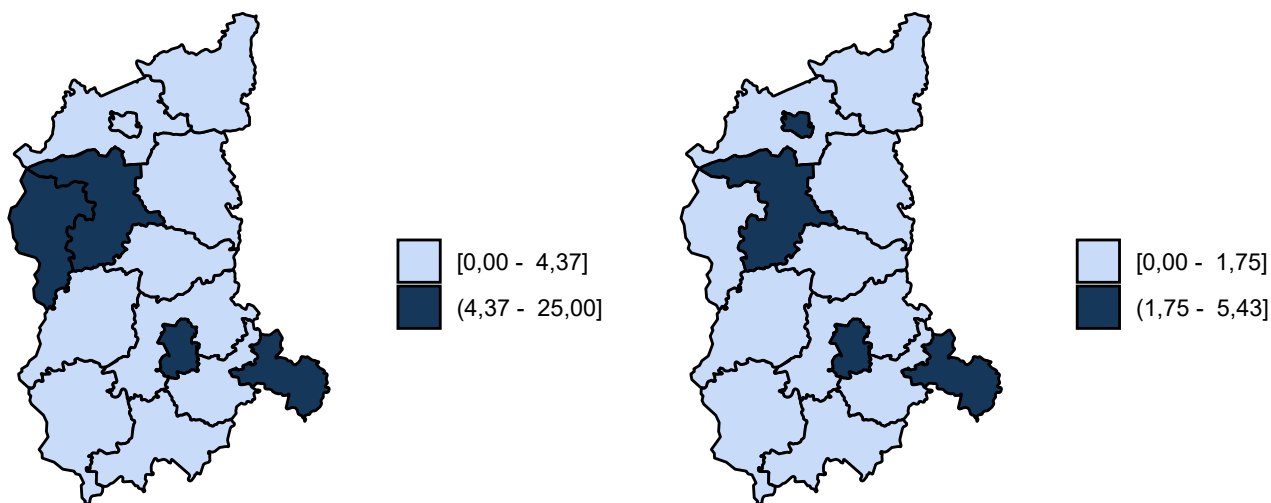 [0,00 - 4,37]
(4,37 - 25,00]
[0,00 - 1,75]
(1,75 - 5,43]